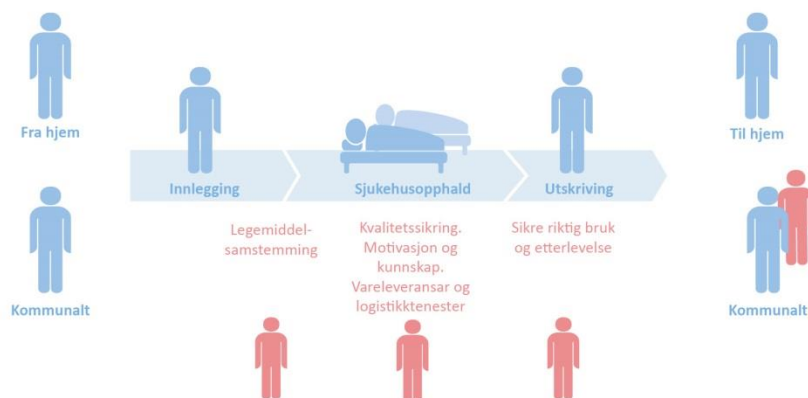 Fra hjem
Til hjem
Innlegging
Sjukehusopphald
Utskriving
Legemiddel-
samstemming
Kvalitetssikring.
Motivasjon og
kunnskap.
Vareleveransar og
logistikktenester
Sikre riktig bruk
og etterlevelse
Kommunalt
Kommunalt